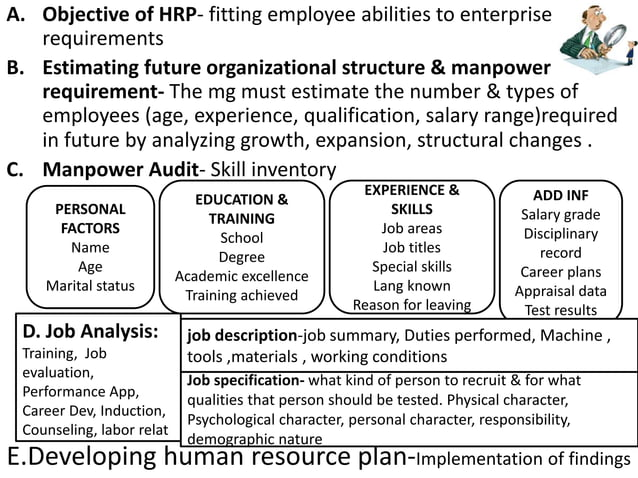 A. Objective of HRP- fitting employee abilities to enterprise
requirements
B. Estimating future organizational structure & manpower
requirement- The mg must estimate the number & types of
employees (age, experience, qualification, salary range)required
in future by analyzing growth, expansion, structural changes .
C. Manpower Audit- Skill inventory
PERSONAL
FACTORS
Name
Age
Marital status
EDUCATION &
TRAINING
School
Degree
Academic excellence
Training achieved
EXPERIENCE &
SKILLS
Job areas
Job titles
Special skills
Lang known
Reason for leaving
ADD INF
Salary grade
Disciplinary
record
Career plans
Appraisal data
Test results
D. Job Analysis:
Training, Job
evaluation,
Performance App,
Career Dev, Induction,
Counseling, labor relat
job description-job summary, Duties performed, Machine ,
tools ,materials , working conditions
Job specification- what kind of person to recruit & for what
qualities that person should be tested. Physical character,
Psychological character, personal character, responsibility,
demographic nature
E.Developing human resource plan-Implementation of findings